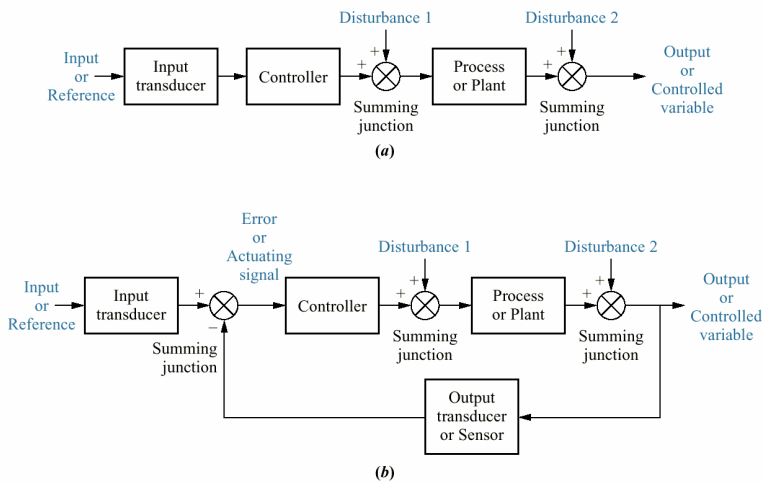 Disturbance 1
Disturbance 2
Input
or
Reference
Input
transducer
Controller
+
+
Summing
junction
Process
or Plant
+
+
Summing
junction
Output
or
Controlled
variable
(a)
Error
or
Actuating
signal
Disturbance 1
Disturbance 2
Input
or
Reference
Input
transducer
+
–
Summing
junction
Controller
+
+
Summing
junction
Process
or Plant
+
+
Summing
junction
Output
or
Controlled
variable
Output
transducer
or Sensor
(b)